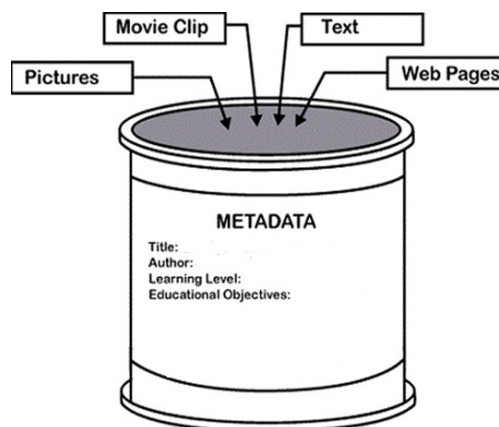 Movie Clip
Text
Pictures
Web Pages
METADATA
Title:
Author:
Learning Level:
Educational Objectives: